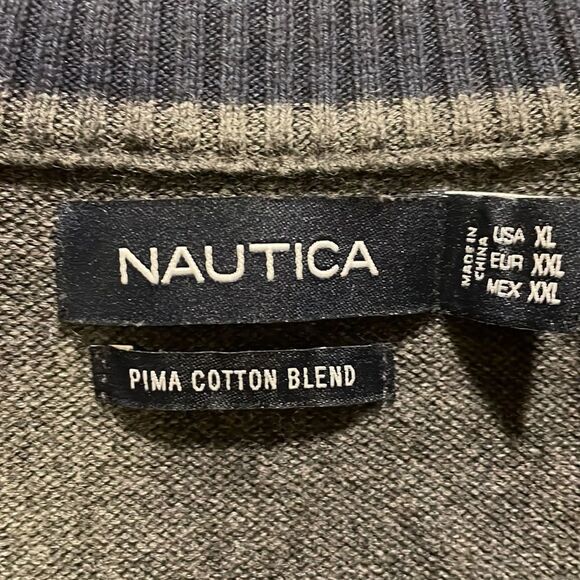 NAUTICA
PIMA COTTON BLEND
MADE IN
CHINA
USA XL
EUR XXL
MEX XXL